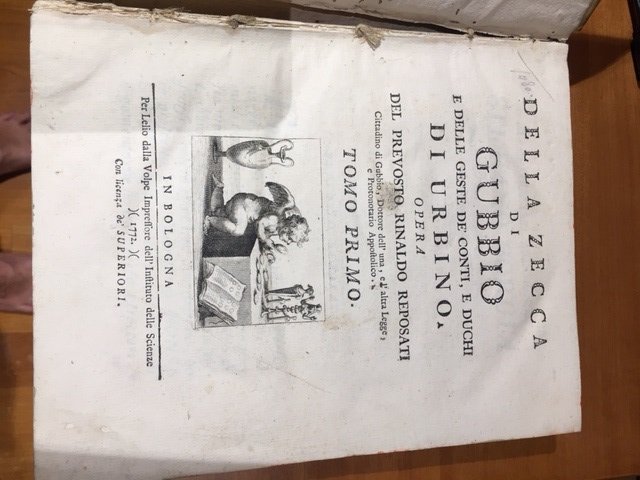 DELLA ZECCA
DI
GUBBIO
E DELLE GESTE DE' CONTI, E DUCHI
DI URBINO,
OPERA
DEL PREVOSTO RINALDO REPOSATI
Cittadino di Gubbio, Dottore dell' una, e l' altra Legge,
e Protonotario Appostolico.
TOMO PRIMO.
IN BOLOGNA
)( 1772. )(
Per Lelio dalla Volpe Impressore dell' Instituto delle Scienze
Con licenza de' SUPERIORI.